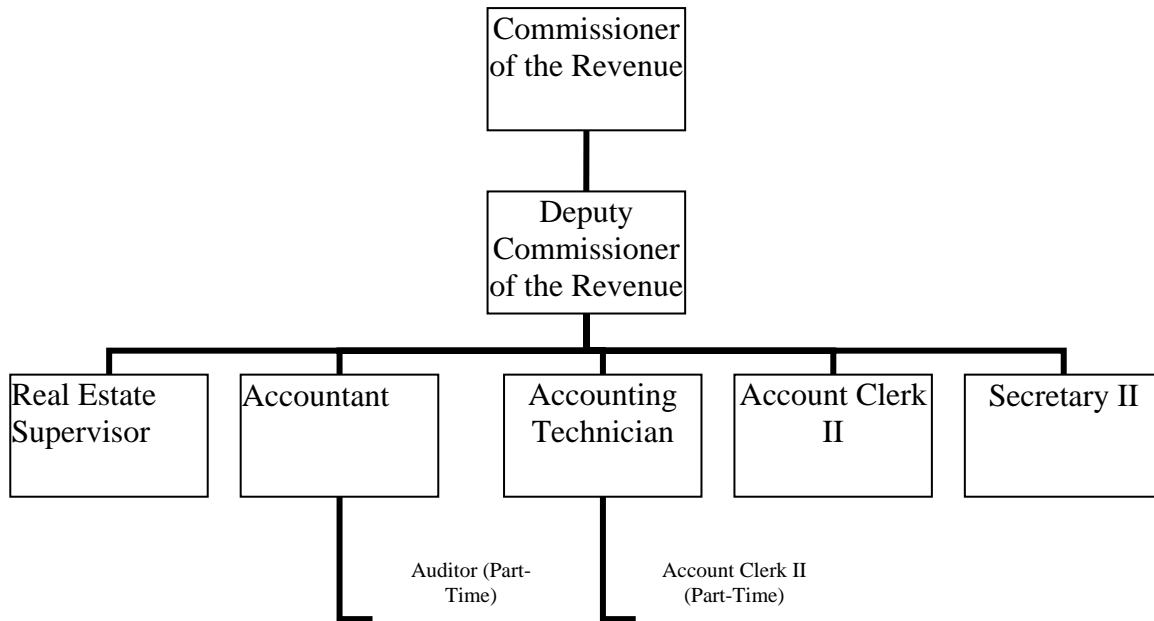 Commissioner
of the Revenue
Deputy
Commissioner
of the Revenue
Real Estate
Supervisor
Accountant
Accounting
Technician
Account Clerk
II
Secretary II
Auditor (Part-
Time)
Account Clerk II
(Part-Time)